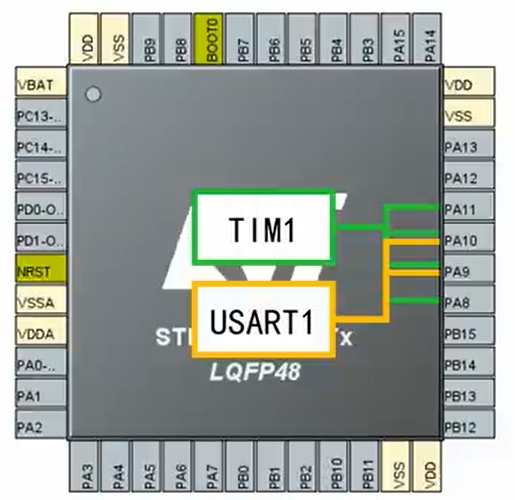 VDD
VSS
PB9
PB8
BOOT0
PB7
PB6
PB5
PB4
PB3
PA15
PA14
VBAT
PC13-..
PC14-..
PC15-..
PD0-O..
PD1-O..
NRST
VSSA
VDDA
PA0-..
PA1
PA2
VDD
VSS
PA13
PA12
PA11
PA10
PA9
PA8
PB15
PB14
PB13
PB12
TIM1
USART1
ST
Tx
LQFP48
PA3
PA4
PA5
PA6
PA7
PB0
PB1
PB2
PB10
PB11
VSS
VDD